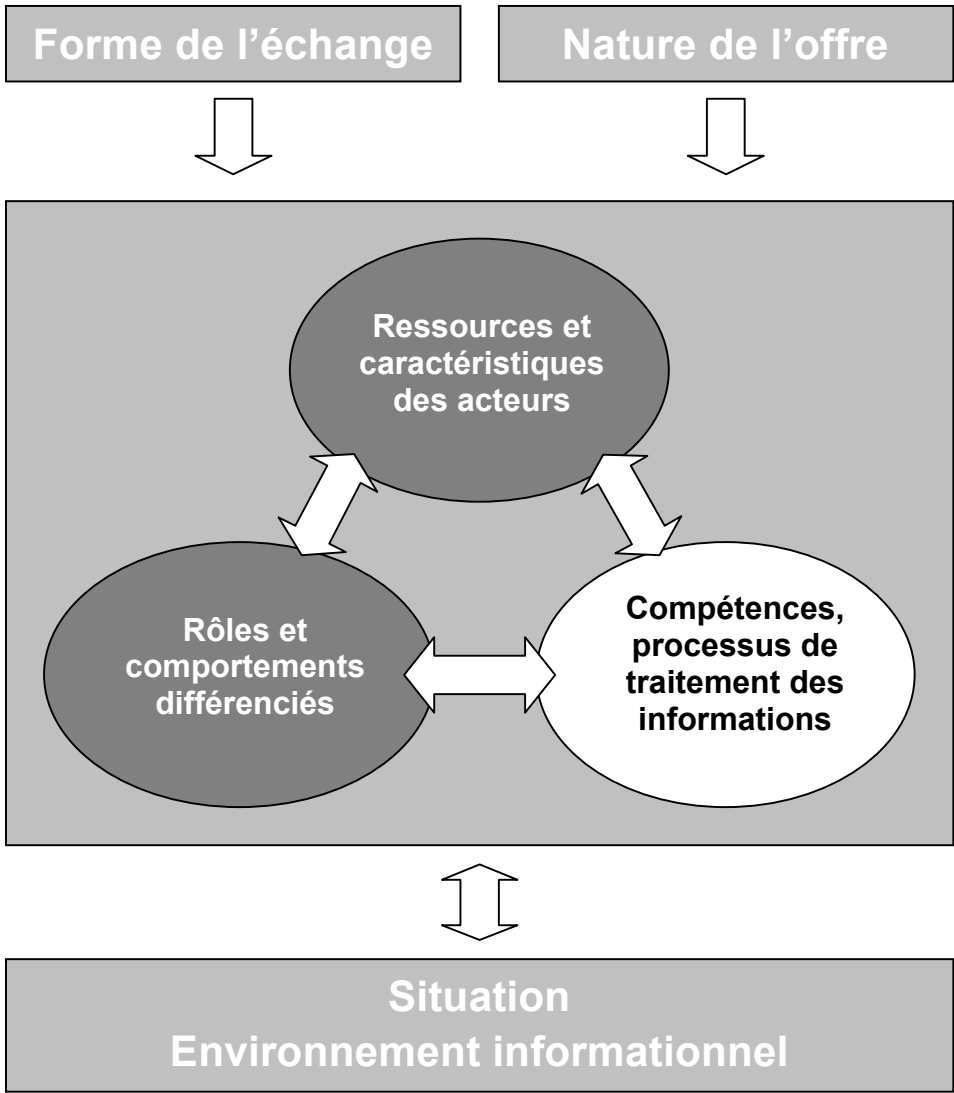 Forme de l’échange
Nature de l’offre
Ressources et
caractéristiques
des acteurs
Rôles et
comportements
différenciés
Compétences,
processus de
traitement des
informations
Situation
Environnement informationnel